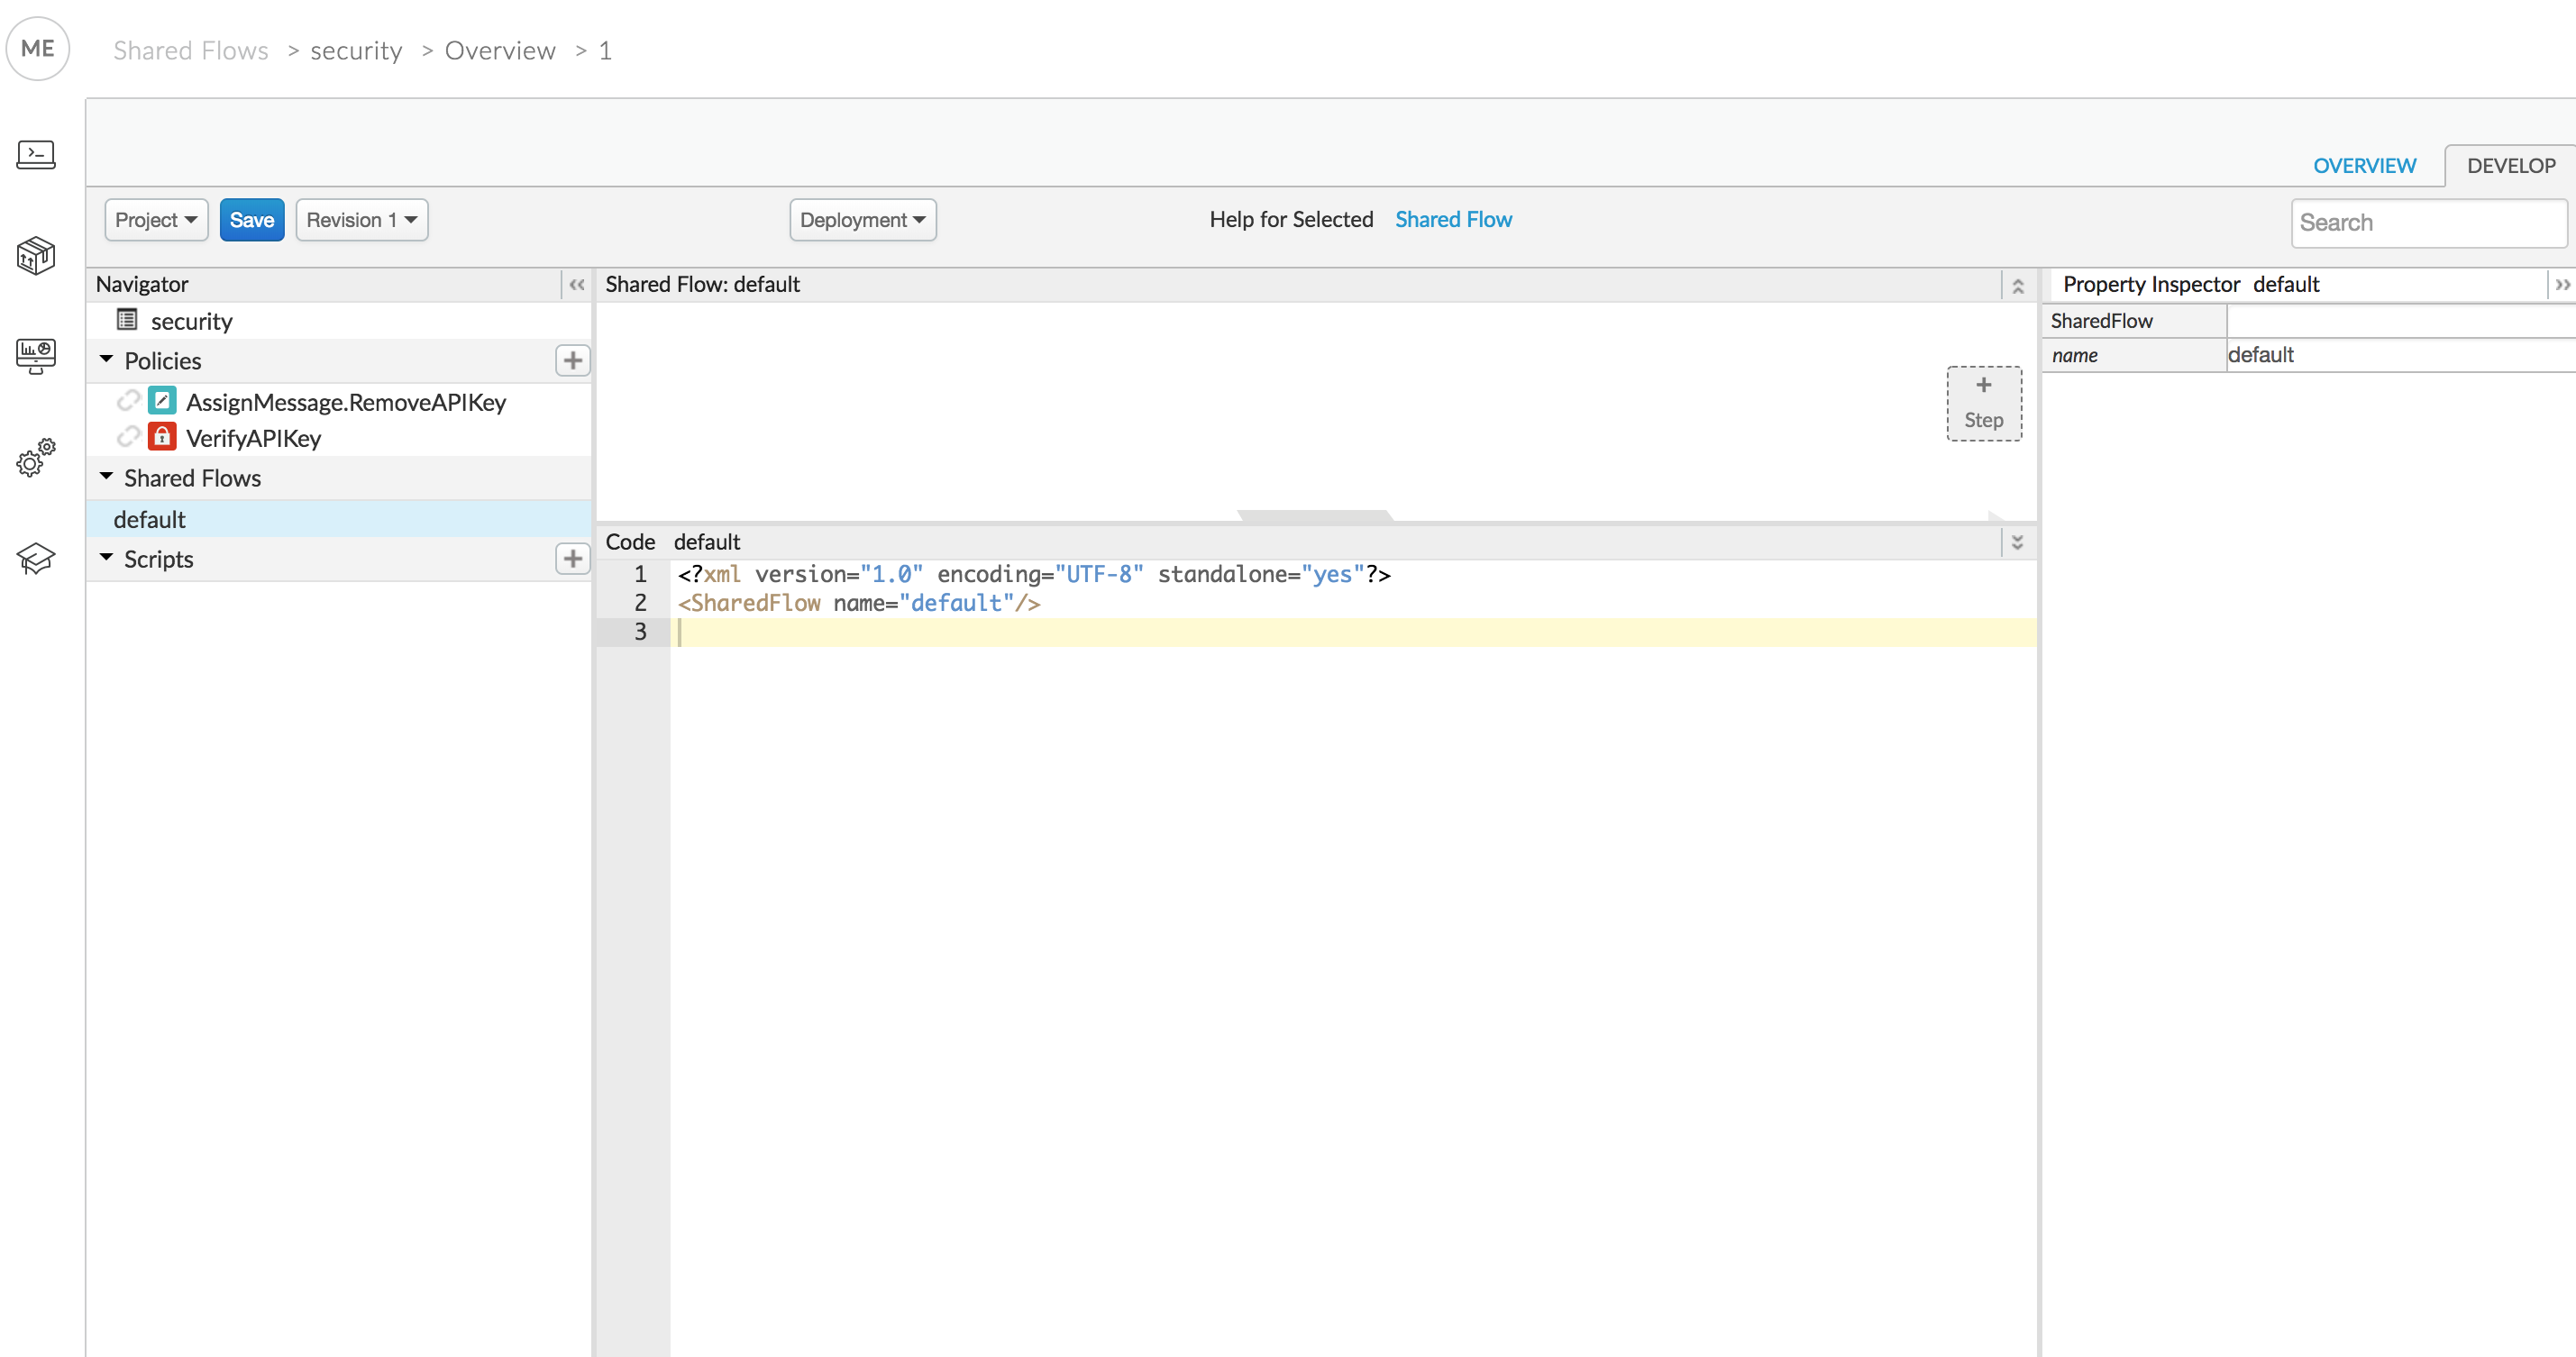 ME
Shared Flows > security > Overview > 1
OVERVIEW
DEVELOP
Project
Save
Revision 1
Deployment
Help for Selected Shared Flow
Search
Navigator
security
Policies
AssignMessage.RemoveAPIKey
VerifyAPIKey
Shared Flows
default
Scripts
Shared Flow: default
+
Step
Code default
1 <?xml version="1.0" encoding="UTF-8" standalone="yes"?>
2 <SharedFlow name="default"/>
3
Property Inspector default
SharedFlow
name default